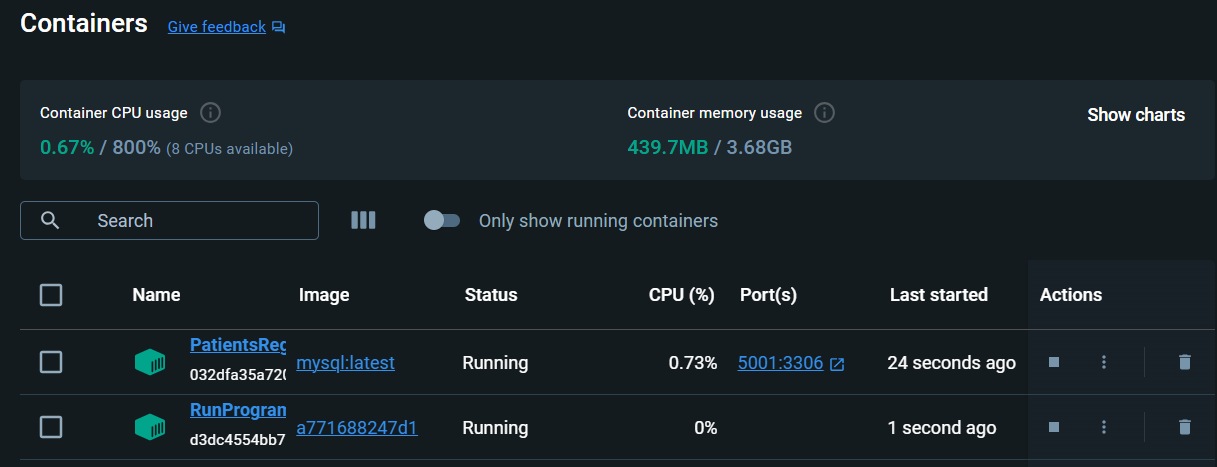 Containers Give feedback
Container CPU usage
0.67% / 800% (8 CPUs available)
Container memory usage
439.7MB / 3.68GB
Show charts
Search
Only show running containers
Name Image Status CPU (%) Port(s) Last started Actions
PatientsReg
032dfa35a720
mysql:latest Running 0.73% 5001:3306 24 seconds ago
RunProgram
d3dc4554bb7
a771688247d1 Running 0% 1 second ago